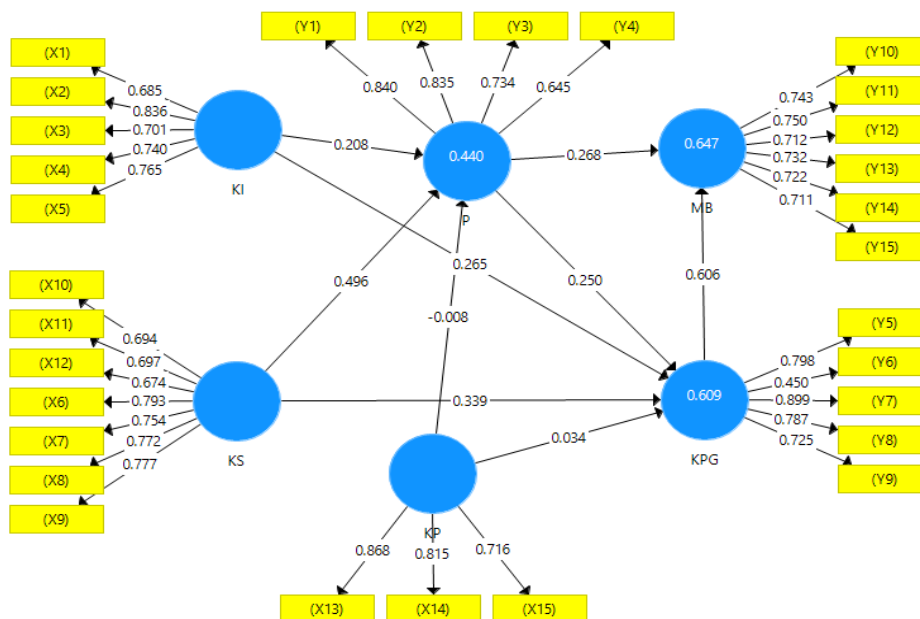 (Y1)
(Y2)
(Y3)
(Y4)
(X1)
(X2)
(X3)
(X4)
(X5)
0.685
0.836
0.701
0.740
0.765
KI
0.840
0.835
0.734
0.645
0.440
P
0.208
0.268
0.647
MB
(Y10)
(Y11)
(Y12)
(Y13)
(Y14)
(Y15)
0.743
0.750
0.712
0.732
0.722
0.711
0.496
0.265
-0.008
0.250
0.606
(X10)
(X11)
(X12)
(X6)
(X7)
(X8)
(X9)
0.694
0.697
0.674
0.793
0.754
0.772
0.777
KS
0.339
0.034
0.609
KPG
(Y5)
(Y6)
(Y7)
(Y8)
(Y9)
0.798
0.450
0.899
0.787
0.725
KP
0.868
0.815
0.716
(X13)
(X14)
(X15)